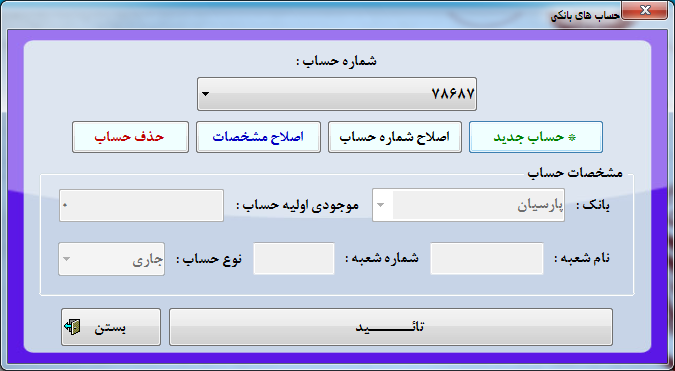 حساب های بانکی
شماره حساب :
۷۸۶۸۷
* حساب جدید اصلاح شماره حساب اصلاح مشخصات حذف حساب
مشخصات حساب
بانک : پارسیان موجودی اولیه حساب : ۰
نام شعبه : شماره شعبه : نوع حساب : جاری
تائـــــــید بستن